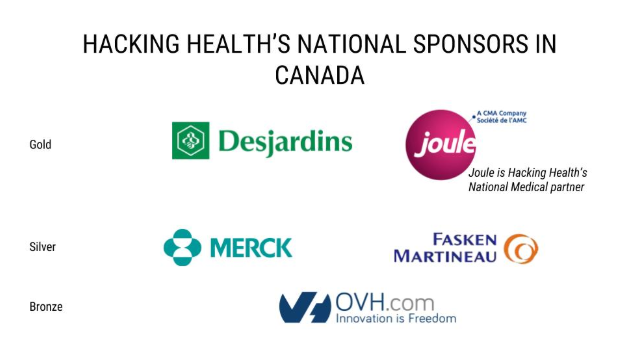 HACKING HEALTH’S NATIONAL SPONSORS IN
CANADA
Gold
Desjardins
joule
A CMA Company
Société de l'AMC
Joule is Hacking Health's
National Medical partner
Silver
MERCK
FASKEN
MARTINEAU
Bronze
OVH.com
Innovation is Freedom